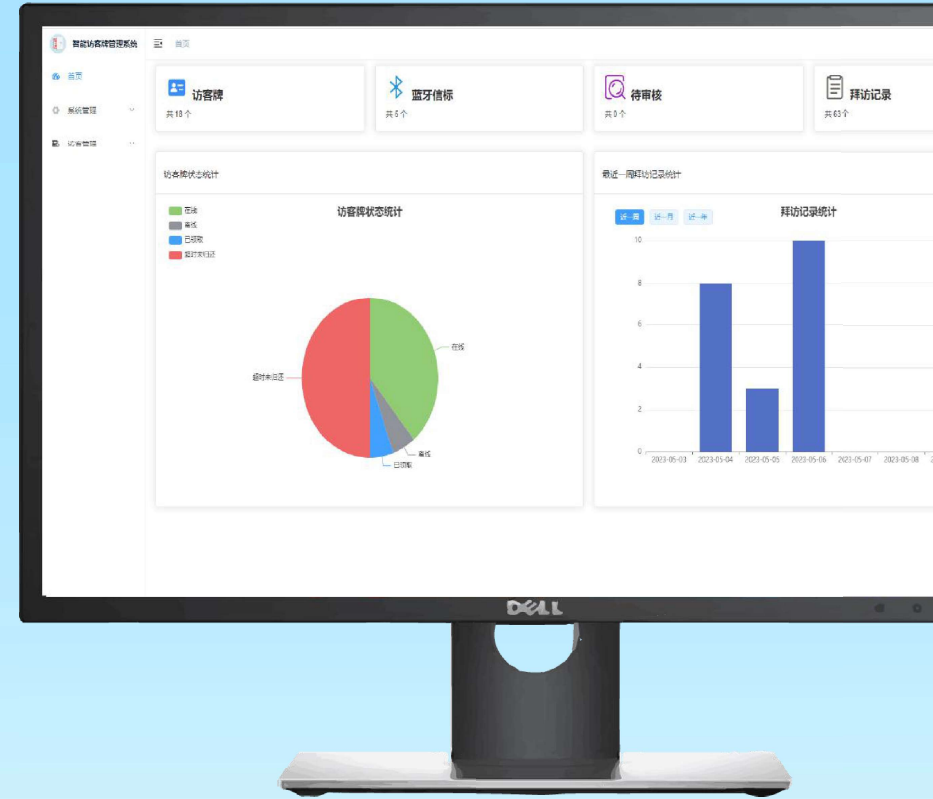 智能访客牌管理系统
首页
首页
系统管理
访客管理
访客牌
共18个
蓝牙信标
共5个
待审核
共0个
拜访记录
共63个
访客牌状态统计
在线
离线
已领取
超时未归还
访客牌状态统计
在线
离线
已领取
超时未归还
最近一周拜访记录统计
近一周
近一月
近一年
拜访记录统计
10
8
6
4
2
0
2023-05-03
2023-05-04
2023-05-05
2023-05-06
2023-05-07
2023-05-08
DELL